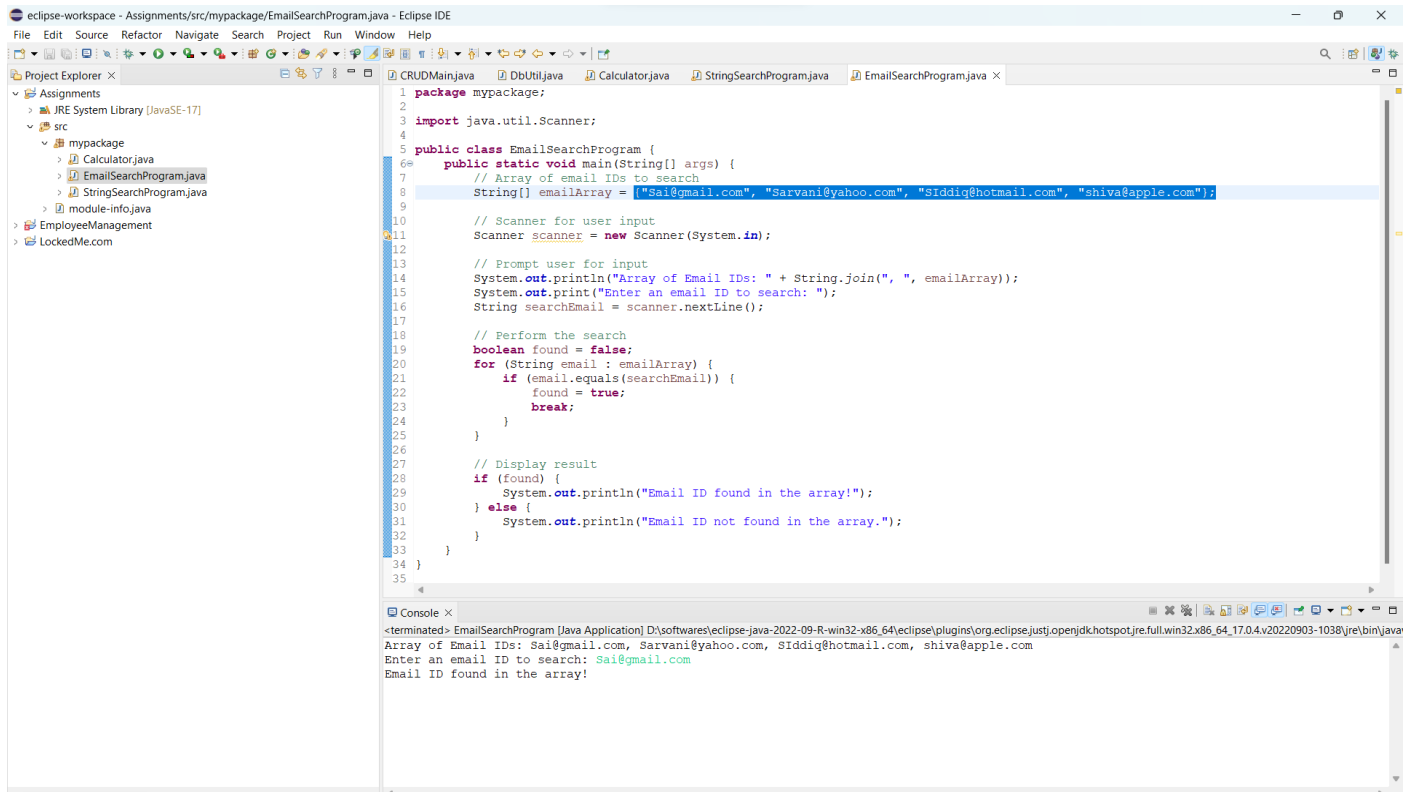 eclipse-workspace - Assignments/src/mypackage/EmailSearchProgram.java - Eclipse IDE
File Edit Source Refactor Navigate Search Project Run Window Help
Project Explorer
Assignments
JRE System Library [JavaSE-17]
src
mypackage
Calculator.java
EmailSearchProgram.java
StringSearchProgram.java
module-info.java
EmployeeManagement
LockedMe.com
CRUDMain.java DbUtil.java Calculator.java StringSearchProgram.java EmailSearchProgram.java
1 package mypackage;
2
3 import java.util.Scanner;
4
5 public class EmailSearchProgram {
6 public static void main(String[] args) {
7 // Array of email IDs to search
8 String[] emailArray = {"Sai@gmail.com", "Sarvani@yahoo.com", "SIddiq@hotmail.com", "shiva@apple.com"};
9
10 // Scanner for user input
11 Scanner scanner = new Scanner(System.in);
12
13 // Prompt user for input
14 System.out.println("Array of Email IDs: " + String.join(", ", emailArray));
15 System.out.print("Enter an email ID to search: ");
16 String searchEmail = scanner.nextLine();
17
18 // Perform the search
19 boolean found = false;
20 for (String email : emailArray) {
21 if (email.equals(searchEmail)) {
22 found = true;
23 break;
24 }
25 }
26
27 // Display result
28 if (found) {
29 System.out.println("Email ID found in the array!");
30 } else {
31 System.out.println("Email ID not found in the array.");
32 }
33 }
34 }
35
Console
<terminated> EmailSearchProgram [Java Application] D:\softwares\eclipse-java-2022-09-R-win32-x86_64\eclipse\plugins\org.eclipse.justj.openjdk.hotspot.jre.full.win32.x86_64_17.0.4.v20220903-1038\jre\bin\java
Array of Email IDs: Sai@gmail.com, Sarvani@yahoo.com, SIddiq@hotmail.com, shiva@apple.com
Enter an email ID to search: Sai@gmail.com
Email ID found in the array!